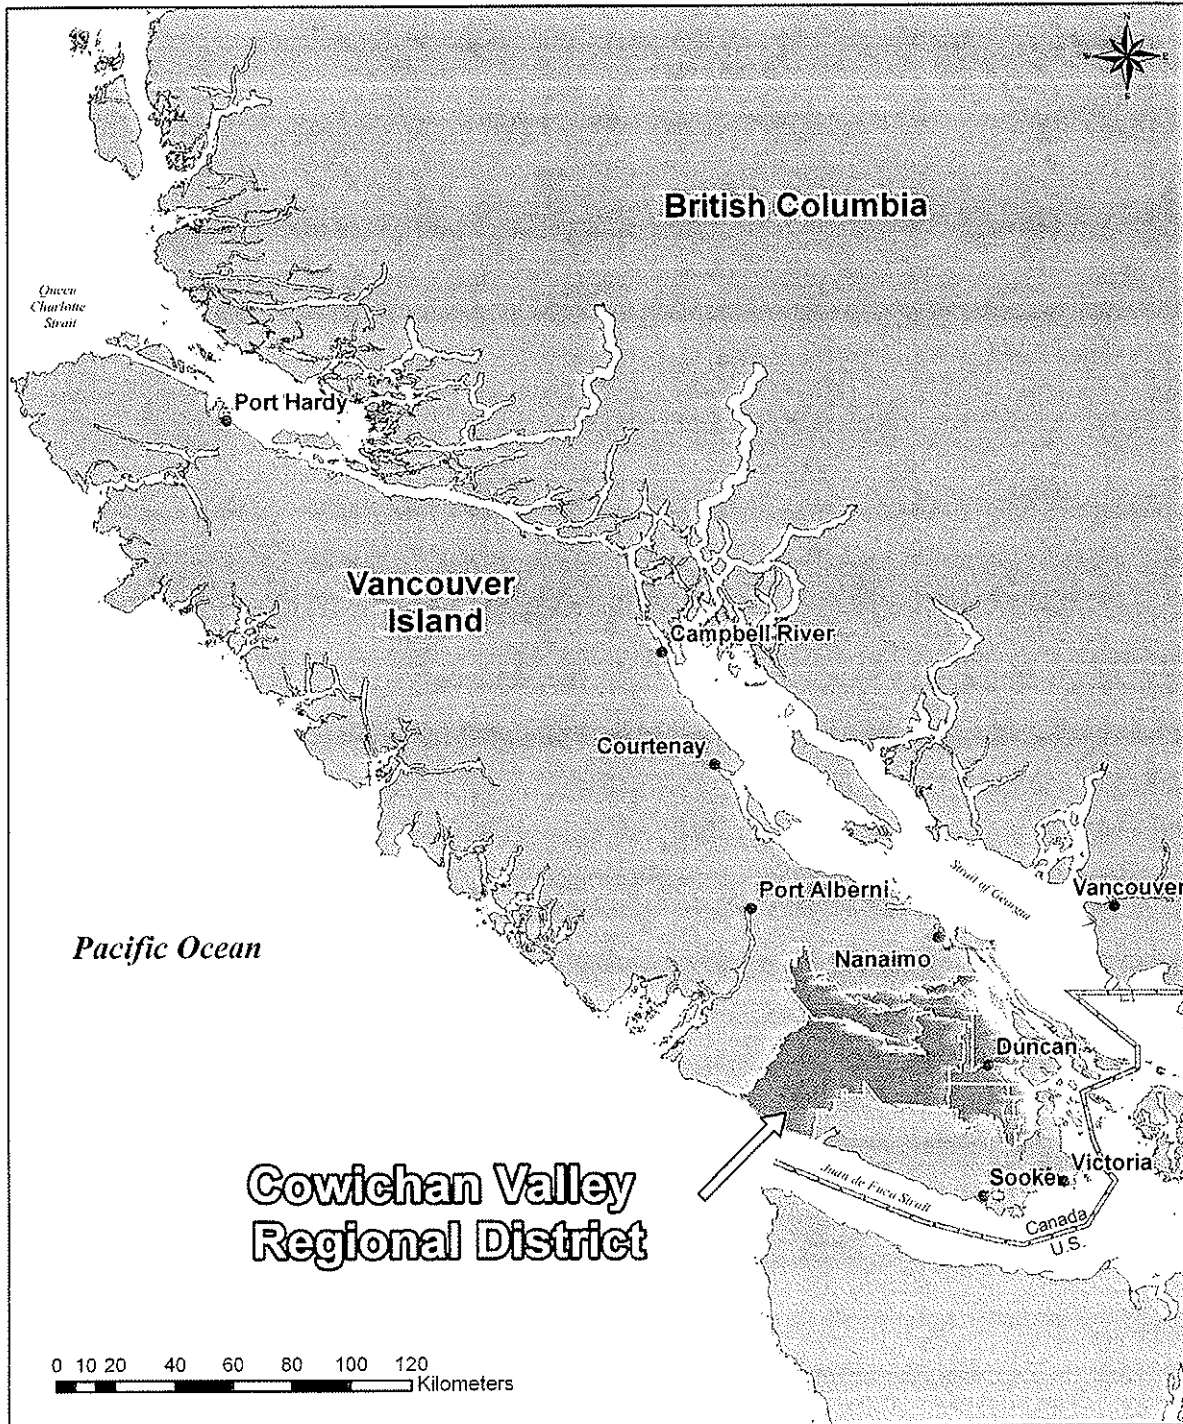 N
W
E
S
British Columbia
Queen
Charlotte
Strait
Port Hardy
Vancouver
Island
Campbell River
Courtenay
Strait of Georgia
Port Alberni
Vancouver
Pacific Ocean
Nanaimo
Duncan
Cowichan Valley
Regional District
Juan de Fuca Strait
Sooke
Victoria
Canada
U.S.
0 10 20 40 60 80 100 120
Kilometers